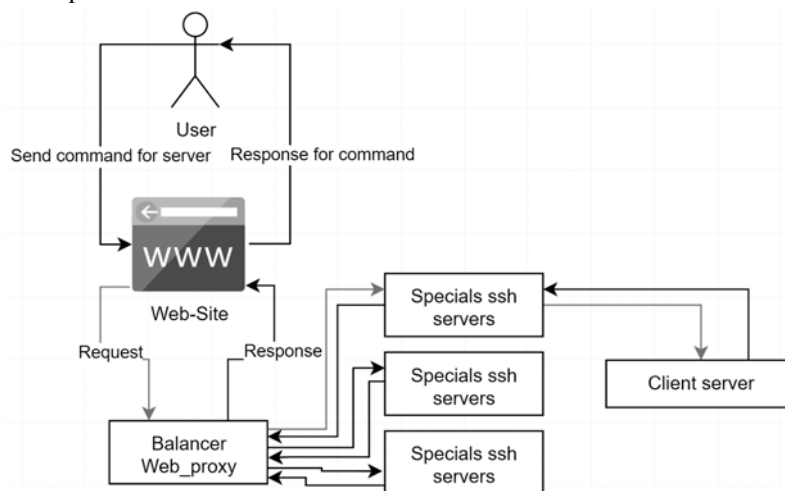 User
Send command for server
Response for command
WWW
Web-Site
Request
Response
Balancer
Web_proxy
Specials ssh
servers
Specials ssh
servers
Specials ssh
servers
Client server